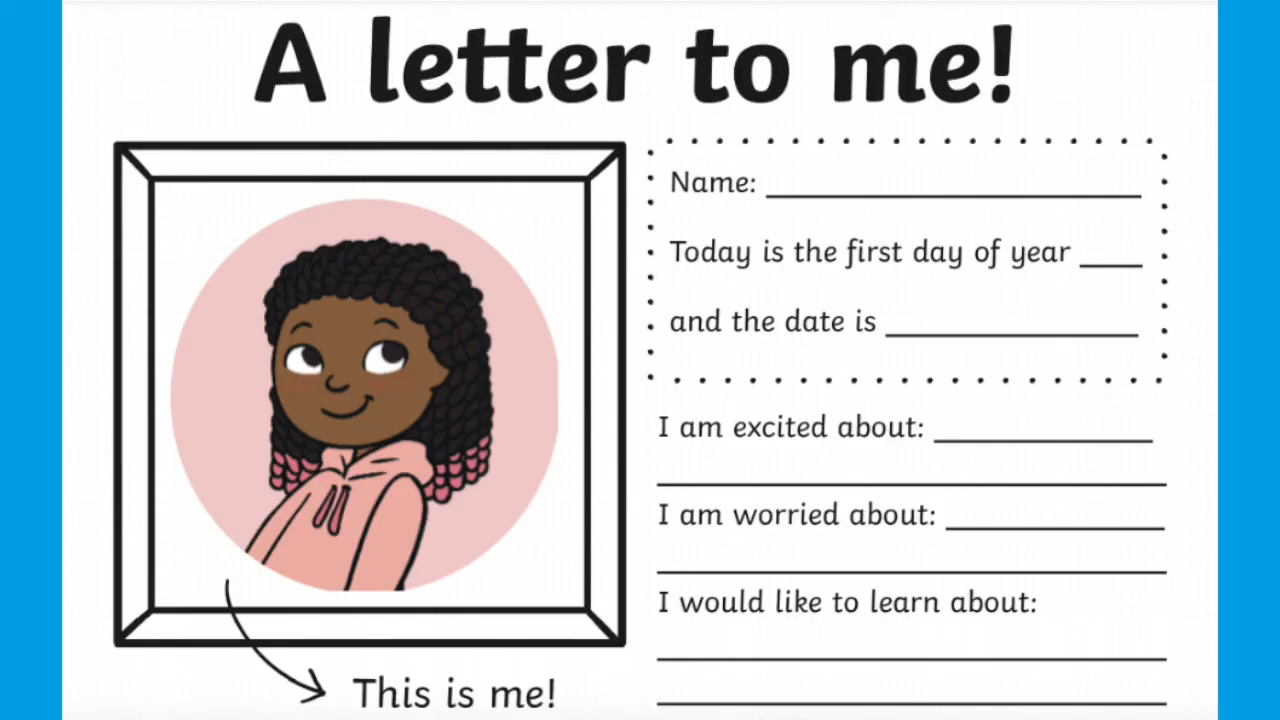 A letter to me!
Name:
Today is the first day of year
and the date is
I am excited about:
I am worried about:
I would like to learn about:
This is me!